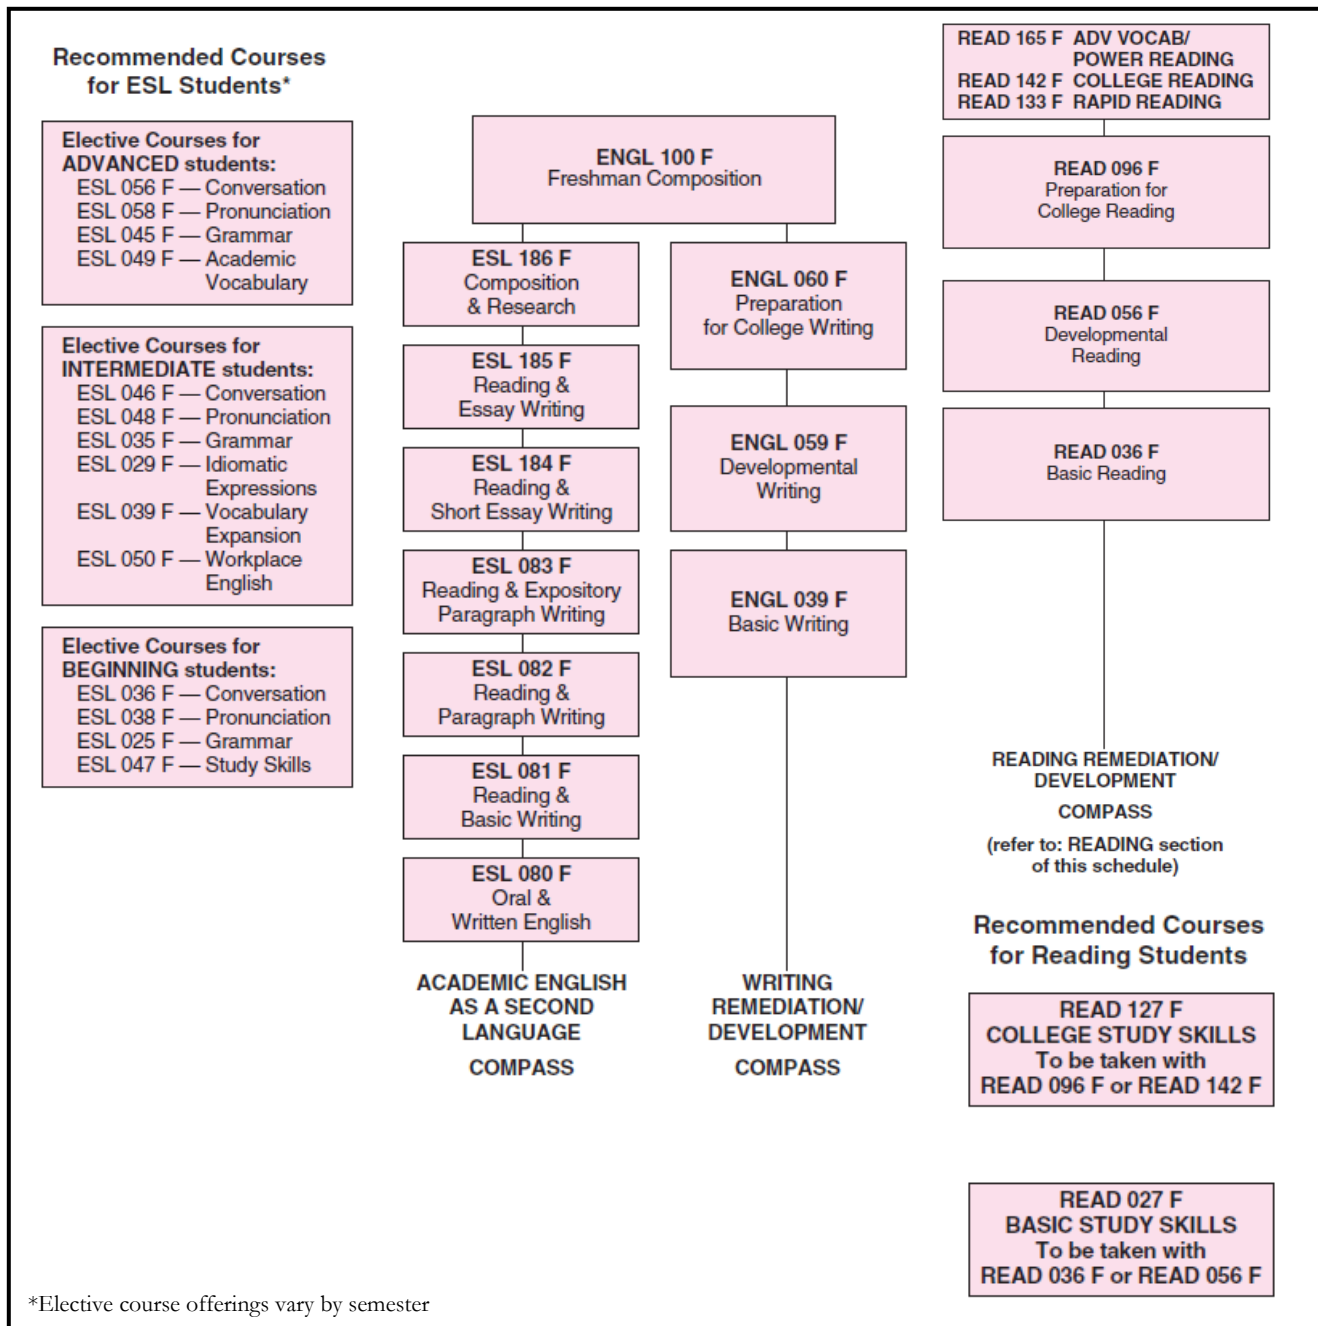 Recommended Courses
for ESL Students*
Elective Courses for
ADVANCED students:
ESL 056 F — Conversation
ESL 058 F — Pronunciation
ESL 045 F — Grammar
ESL 049 F — Academic
Vocabulary
Elective Courses for
INTERMEDIATE students:
ESL 046 F — Conversation
ESL 048 F — Pronunciation
ESL 035 F — Grammar
ESL 029 F — Idiomatic
Expressions
ESL 039 F — Vocabulary
Expansion
ESL 050 F — Workplace
English
Elective Courses for
BEGINNING students:
ESL 036 F — Conversation
ESL 038 F — Pronunciation
ESL 025 F — Grammar
ESL 047 F — Study Skills
ENGL 100 F
Freshman Composition
ESL 186 F
Composition
& Research
ESL 185 F
Reading &
Essay Writing
ESL 184 F
Reading &
Short Essay Writing
ESL 083 F
Reading & Expository
Paragraph Writing
ESL 082 F
Reading &
Paragraph Writing
ESL 081 F
Reading &
Basic Writing
ESL 080 F
Oral &
Written English
ACADEMIC ENGLISH
AS A SECOND
LANGUAGE
COMPASS
ENGL 060 F
Preparation
for College Writing
ENGL 059 F
Developmental
Writing
ENGL 039 F
Basic Writing
WRITING
REMEDIATION/
DEVELOPMENT
COMPASS
READ 165 F ADV VOCAB/
POWER READING
READ 142 F COLLEGE READING
READ 133 F RAPID READING
READ 096 F
Preparation for
College Reading
READ 056 F
Developmental
Reading
READ 036 F
Basic Reading
READING REMEDIATION/
DEVELOPMENT
COMPASS
(refer to: READING section
of this schedule)
Recommended Courses
for Reading Students
READ 127 F
COLLEGE STUDY SKILLS
To be taken with
READ 096 F or READ 142 F
READ 027 F
BASIC STUDY SKILLS
To be taken with
READ 036 F or READ 056 F
*Elective course offerings vary by semester